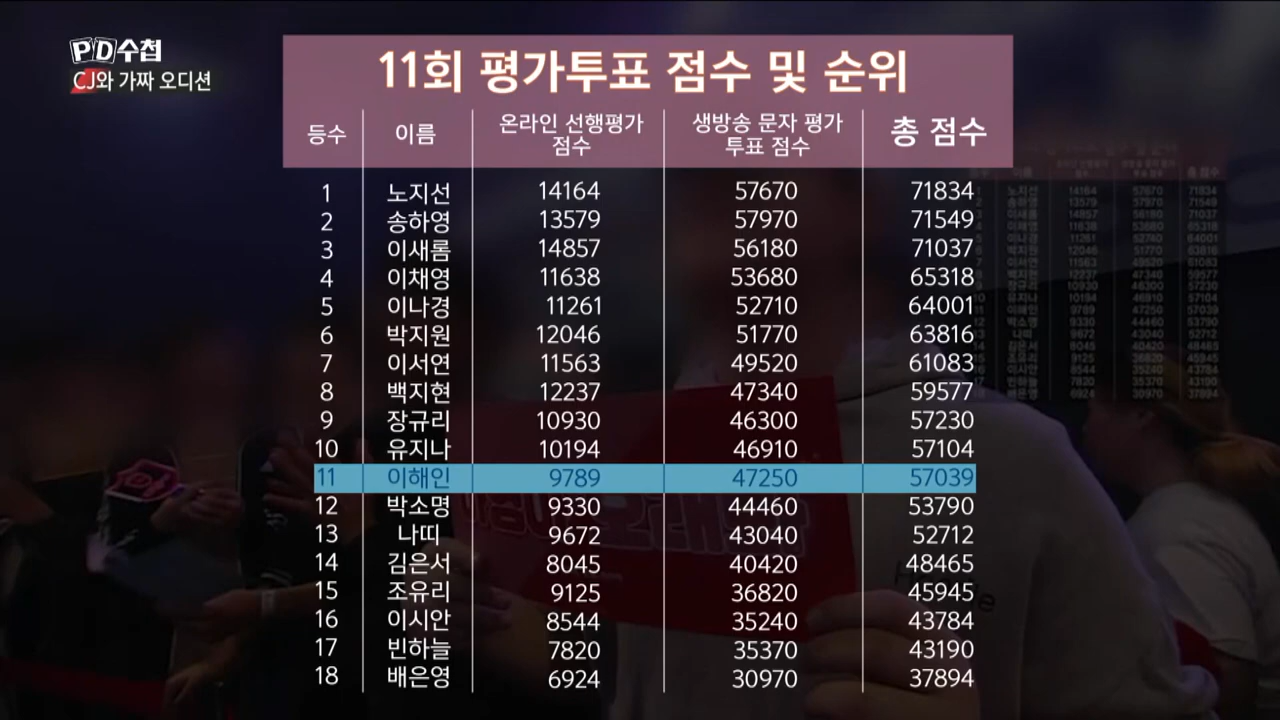 PD수첩
CJ와 가짜 오디션
11회 평가투표 점수 및 순위
등수 이름 온라인 선행평가 점수 생방송 문자 평가 투표 점수 총 점수
1 노지선 14164 57670 71834
2 송하영 13579 57970 71549
3 이새롬 14857 56180 71037
4 이채영 11638 53680 65318
5 이나경 11261 52710 64001
6 박지원 12046 51770 63816
7 이서연 11563 49520 61083
8 백지현 12237 47340 59577
9 장규리 10930 46300 57230
10 유지나 10194 46910 57104
11 이해인 9789 47250 57039
12 박소명 9330 44460 53790
13 나띠 9672 43040 52712
14 김은서 8045 40420 48465
15 조유리 9125 36820 45945
16 이시안 8544 35240 43784
17 빈하늘 7820 35370 43190
18 배은영 6924 30970 37894